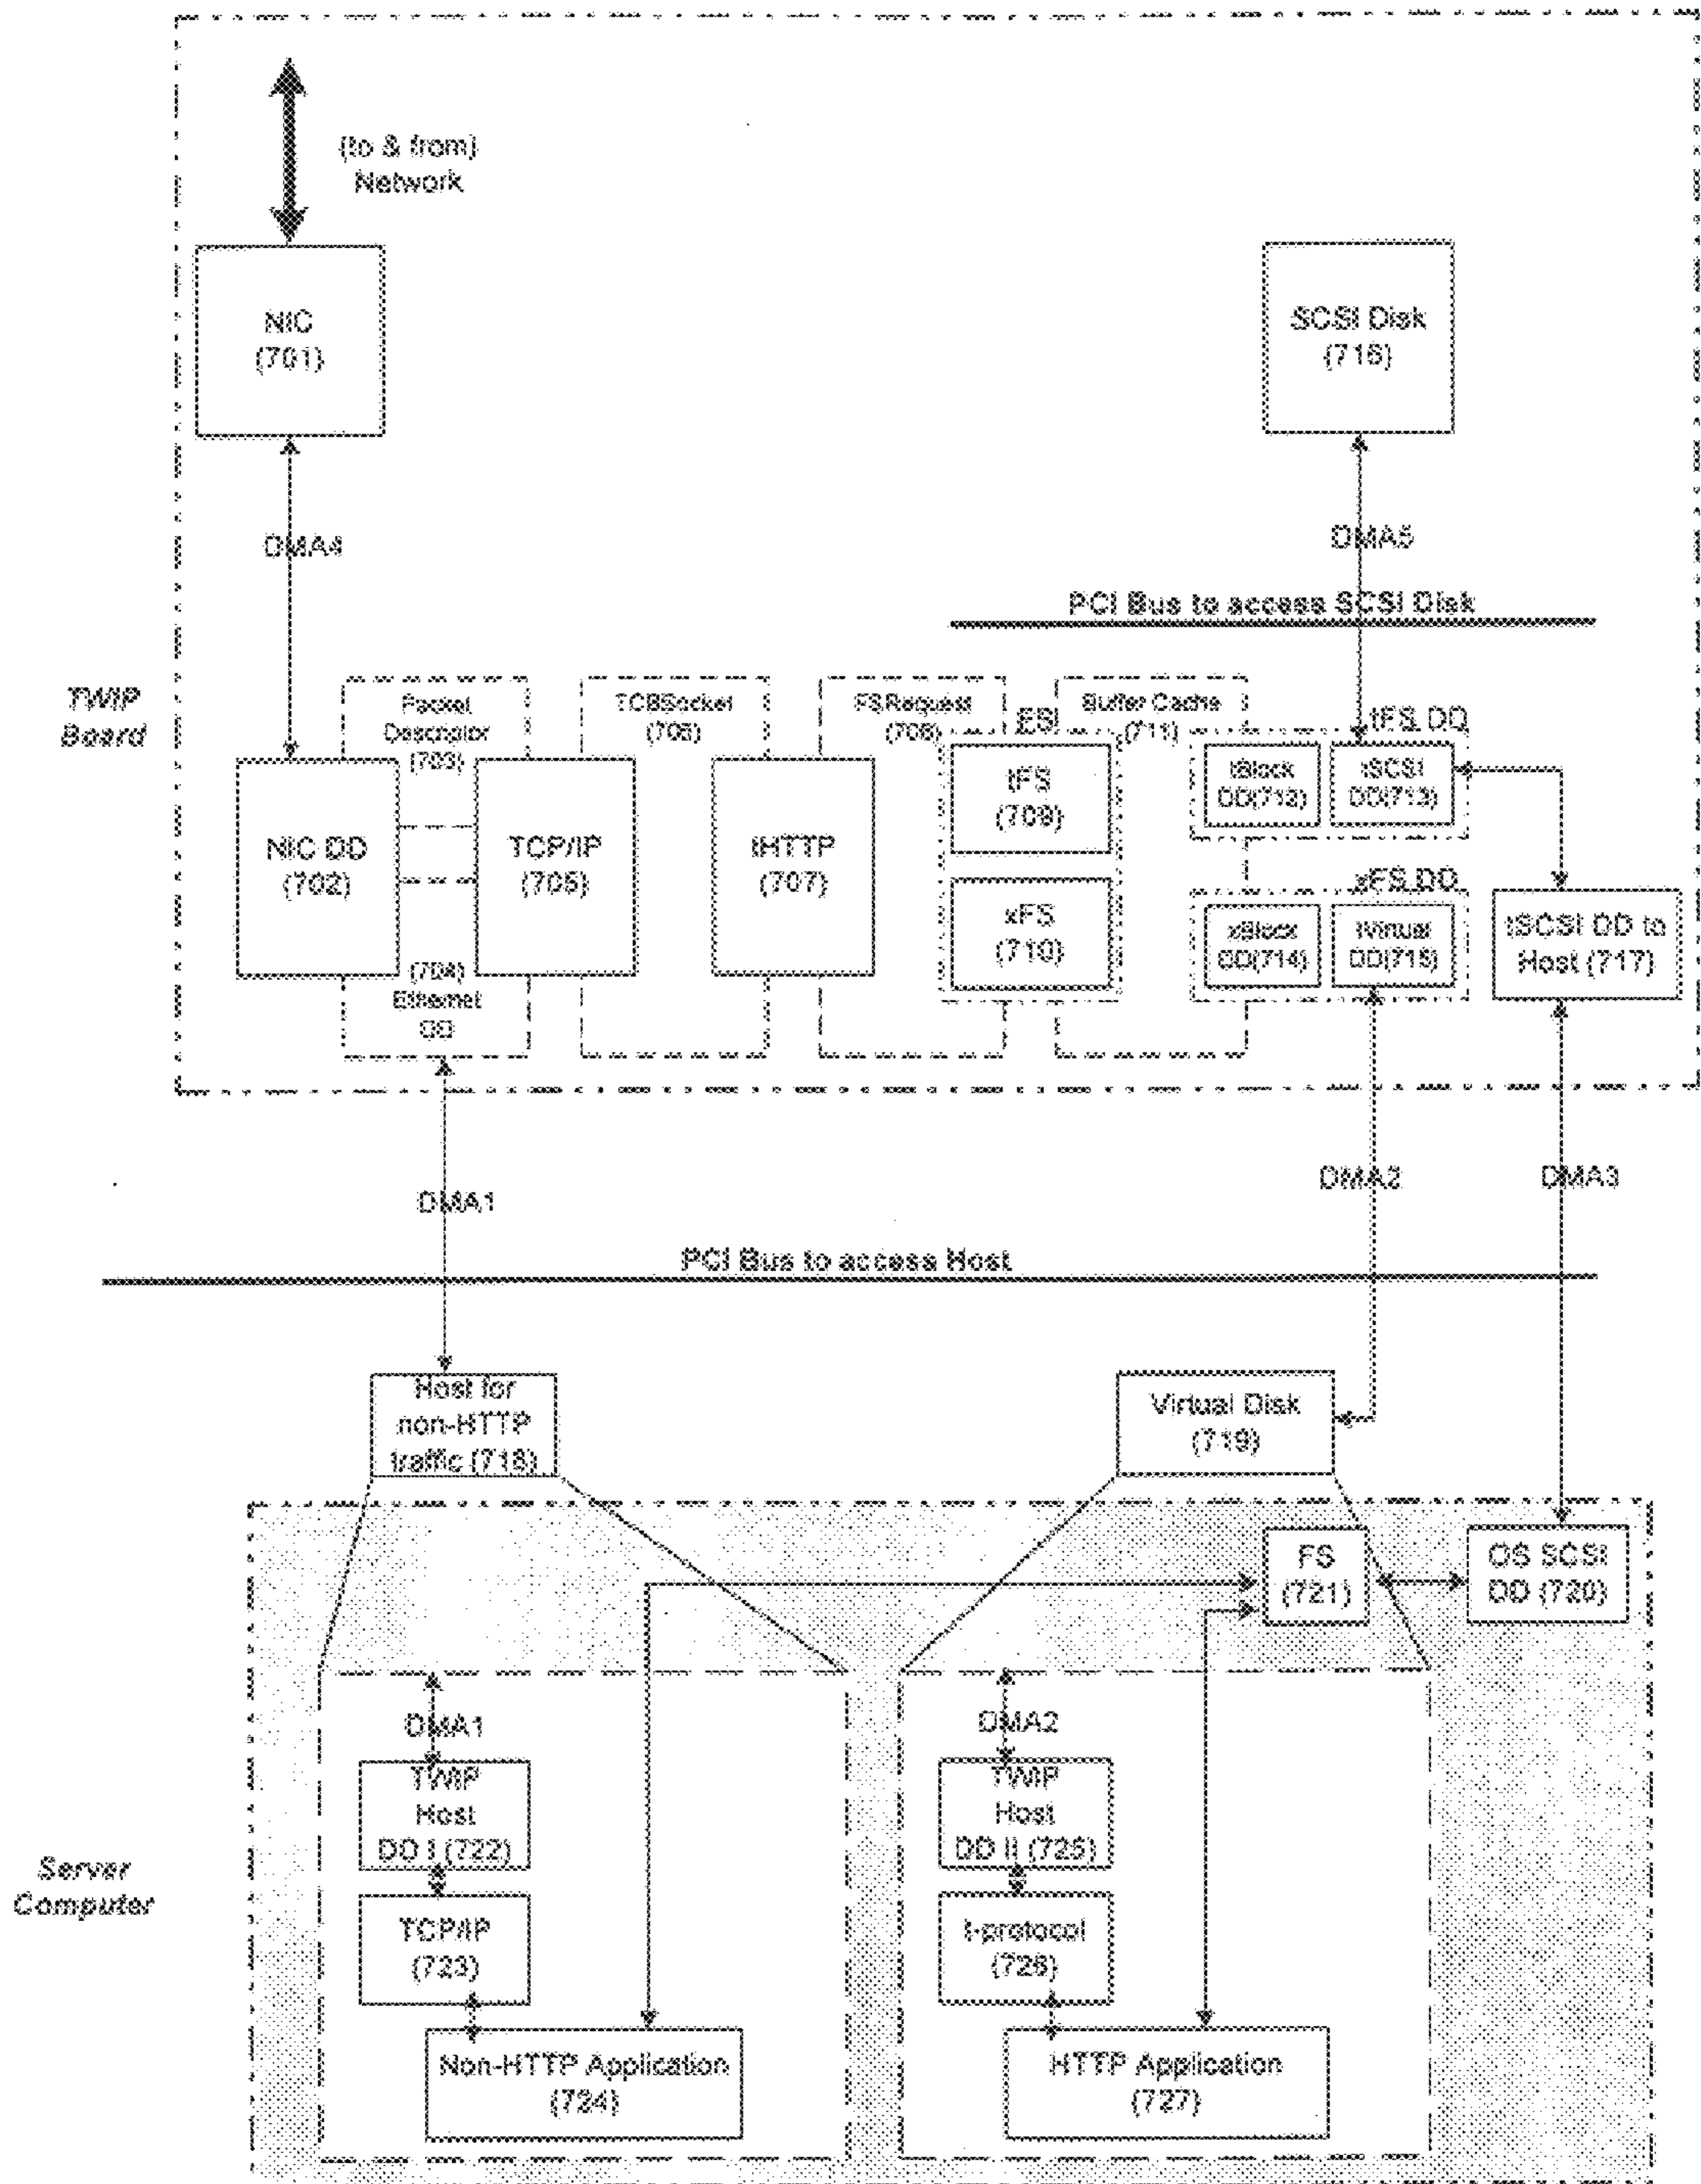 (to & from)
Network
NIC
(701)
SCSI Disk
(716)
DMA4
DMA5
PCI Bus to access SCSI Disk
TWIP
Board
Packet
Descriptor
(703)
TCBSocket
(706)
FSRequest
(708)
FS
Buffer Cache
(711)
tFS DD
NIC DD
(702)
TCP/IP
(705)
tHTTP
(707)
tFS
(709)
tBlock
DD(712)
tSCSI
DD(713)
xFS DD
xFS
(710)
xBlock
DD(714)
tVirtual
DD(715)
tSCSI DD to
Host (717)
(704)
Ethernet
DD
DMA1
DMA2
DMA3
PCI Bus to access Host
Host for
non-HTTP
traffic (718)
Virtual Disk
(719)
FS
(721)
OS SCSI
DD (720)
DMA1
DMA2
TWIP
Host
DD I (722)
TWIP
Host
DD II (725)
Server
Computer
TCP/IP
(723)
t-protocol
(726)
Non-HTTP Application
(724)
HTTP Application
(727)